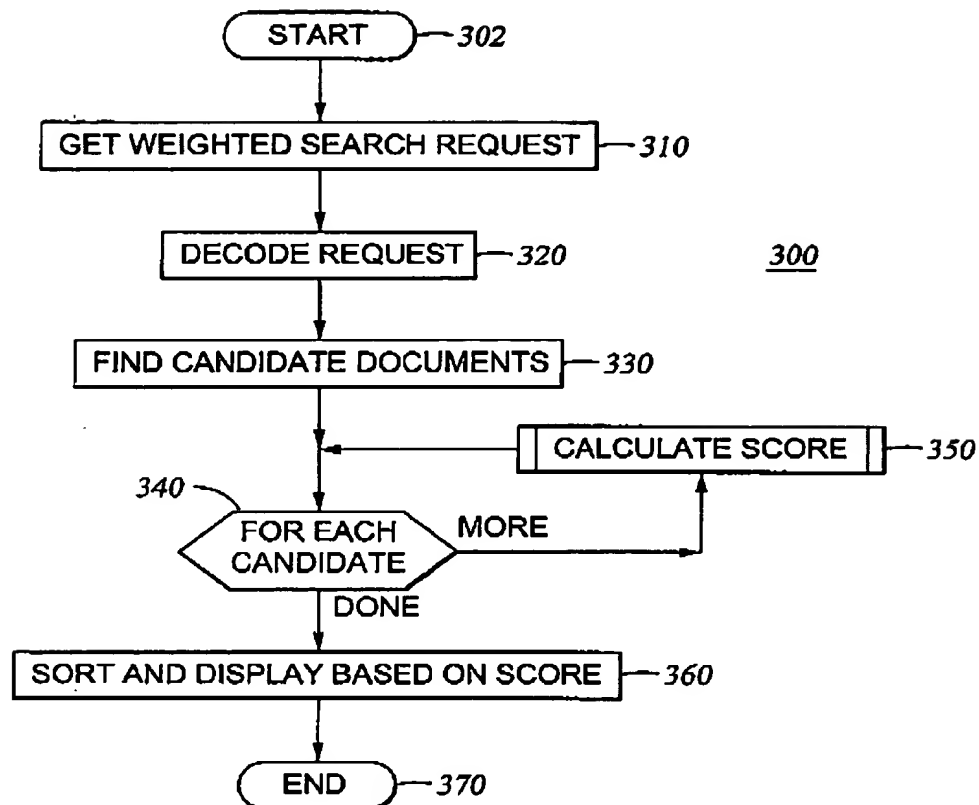 START 302
GET WEIGHTED SEARCH REQUEST 310
DECODE REQUEST 320
300
FIND CANDIDATE DOCUMENTS 330
CALCULATE SCORE 350
340
FOR EACH
CANDIDATE
MORE
DONE
SORT AND DISPLAY BASED ON SCORE 360
END 370